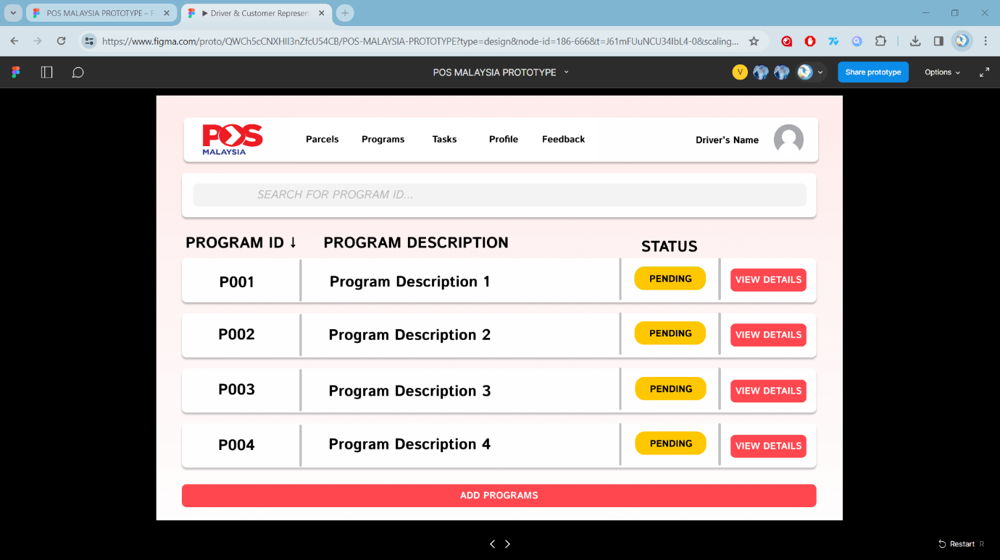 POS MALAYSIA PROTOTYPE – F
▶ Driver & Customer Represen
https://www.figma.com/proto/QWCh5cCNXHII3nZfcU54CB/POS-MALAYSIA-PROTOTYPE?type=design&node-id=186-666&t=J61mFUuNCU34IbL4-0&scaling...
POS MALAYSIA PROTOTYPE
V
Share prototype
Options
POS
MALAYSIA
Parcels Programs Tasks Profile Feedback
Driver's Name
SEARCH FOR PROGRAM ID...
PROGRAM ID ↓ PROGRAM DESCRIPTION STATUS
P001 Program Description 1 PENDING VIEW DETAILS
P002 Program Description 2 PENDING VIEW DETAILS
P003 Program Description 3 PENDING VIEW DETAILS
P004 Program Description 4 PENDING VIEW DETAILS
ADD PROGRAMS
Restart R